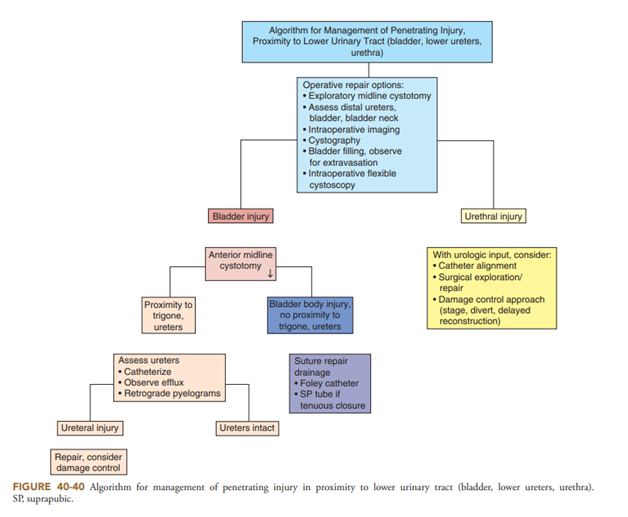 Algorithm for Management of Penetrating Injury,
Proximity to Lower Urinary Tract (bladder, lower ureters,
urethra)
Operative repair options:
• Exploratory midline cystotomy
• Assess distal ureters,
bladder, bladder neck
• Intraoperative imaging
• Cystography
• Bladder filling, observe
for extravasation
• Intraoperative flexible
cystoscopy
Bladder injury
Urethral injury
Anterior midline
cystotomy
↓
With urologic input, consider:
• Catheter alignment
• Surgical exploration/
repair
• Damage control approach
(stage, divert, delayed
reconstruction)
Proximity to
trigone,
ureters
Bladder body injury,
no proximity to
trigone, ureters
Assess ureters
• Catheterize
• Observe efflux
• Retrograde pyelograms
Suture repair
drainage
• Foley catheter
• SP tube if
tenuous closure
Ureteral injury
Ureters intact
Repair, consider
damage control
FIGURE 40-40 Algorithm for management of penetrating injury in proximity to lower urinary tract (bladder, lower ureters, urethra).
SP, suprapubic.